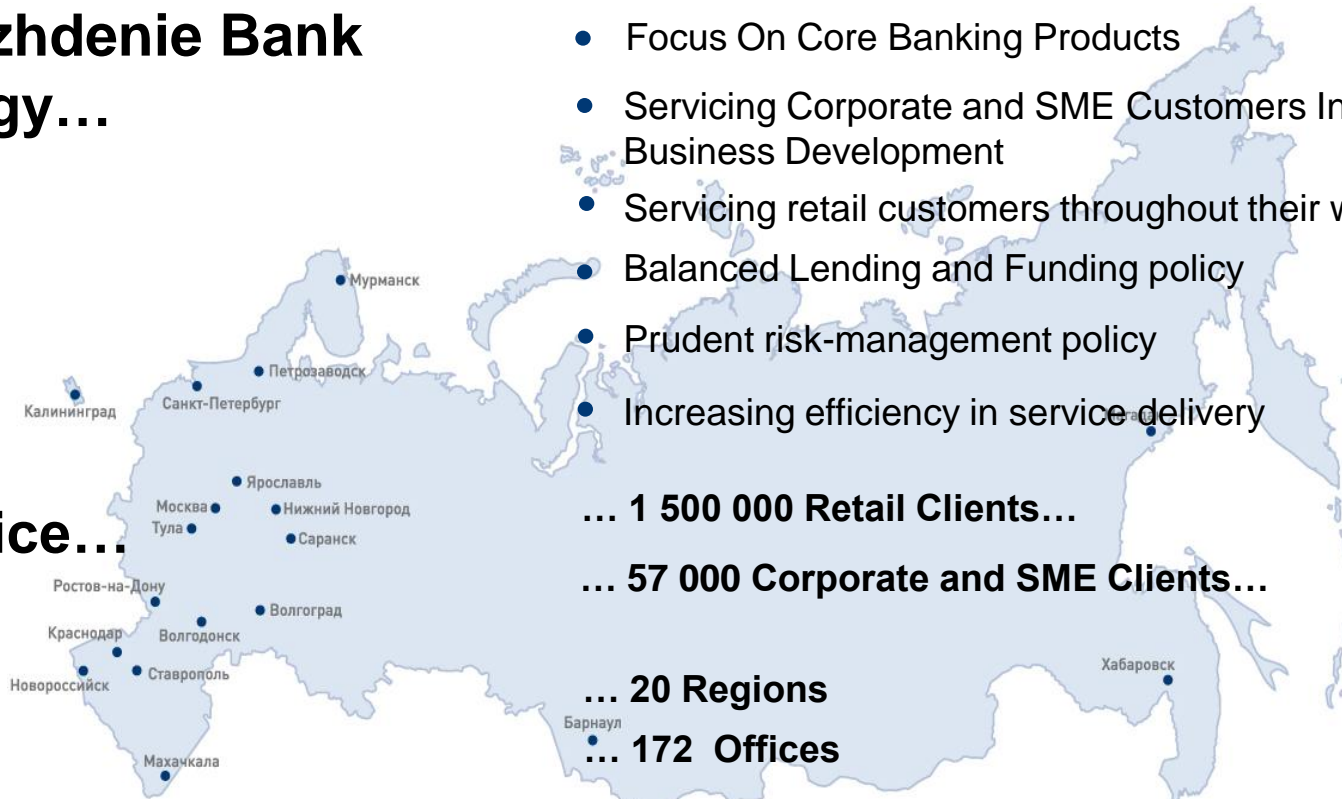 zhdenie Bank
gy…
ice…
• Focus On Core Banking Products
• Servicing Corporate and SME Customers In
Business Development
• Servicing retail customers throughout their
• Balanced Lending and Funding policy
• Prudent risk-management policy
• Increasing efficiency in service delivery
… 1 500 000 Retail Clients…
… 57 000 Corporate and SME Clients…
… 20 Regions
… 172 Offices
Мурманск
Петрозаводск
Калининград
Санкт-Петербург
Ярославль
Москва
Нижний Новгород
Тула
Саранск
Ростов-на-Дону
Волгоград
Краснодар
Волгодонск
Ставрополь
Новороссийск
Махачкала
Барнаул
Хабаровск